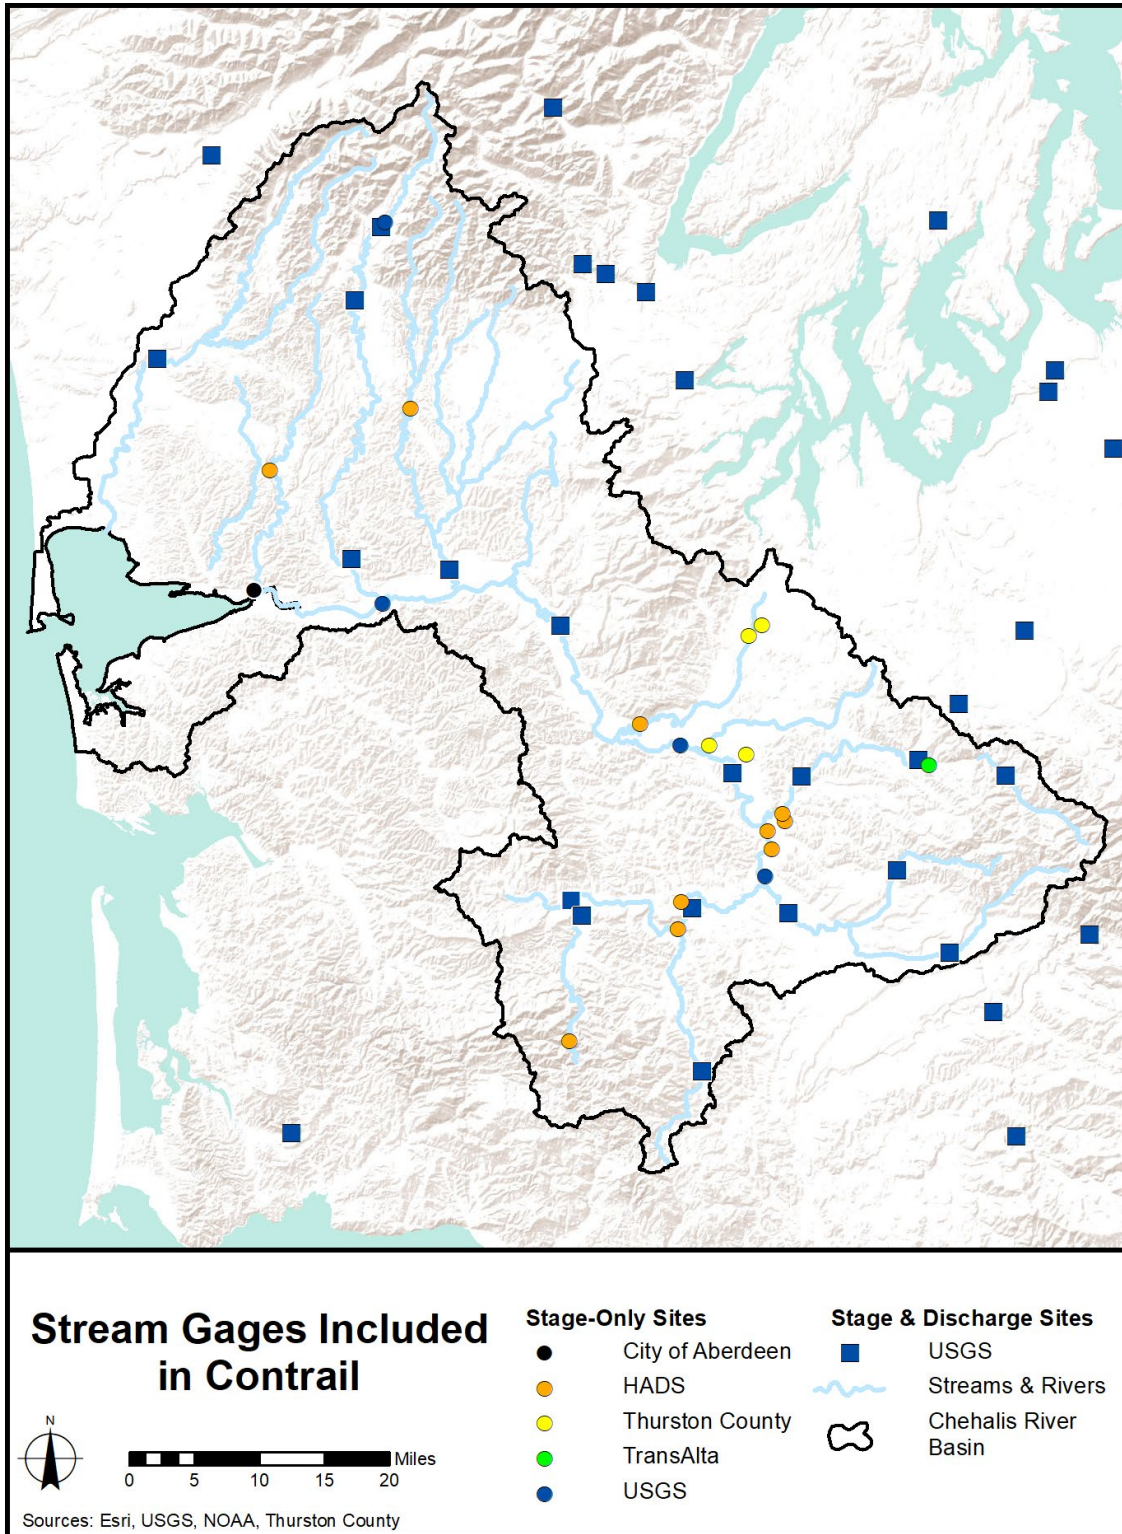 Stream Gages Included
in Contrail
N
Miles
0 5 10 15 20
Sources: Esri, USGS, NOAA, Thurston County
Stage-Only Sites
City of Aberdeen
HADS
Thurston County
TransAlta
USGS
Stage & Discharge Sites
USGS
Streams & Rivers
Chehalis River
Basin